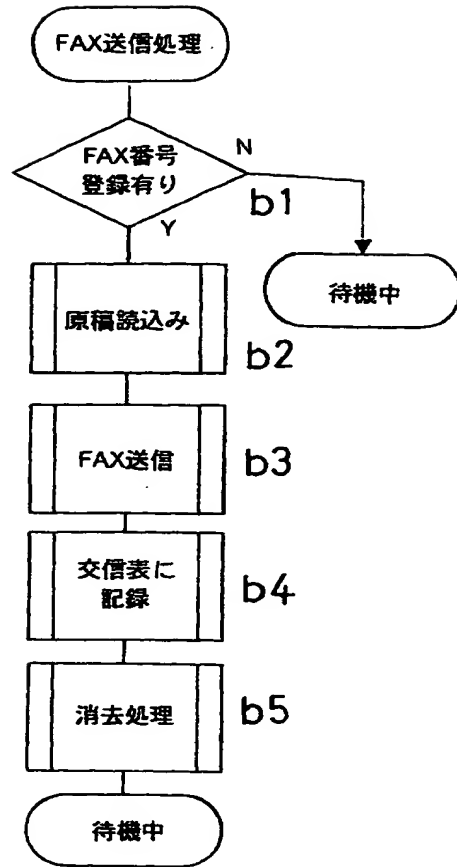 FAX送信処理
FAX番号
登録有り
N
b1
Y
待機中
原稿読込み
b2
FAX送信
b3
交信表に
記録
b4
消去処理
b5
待機中